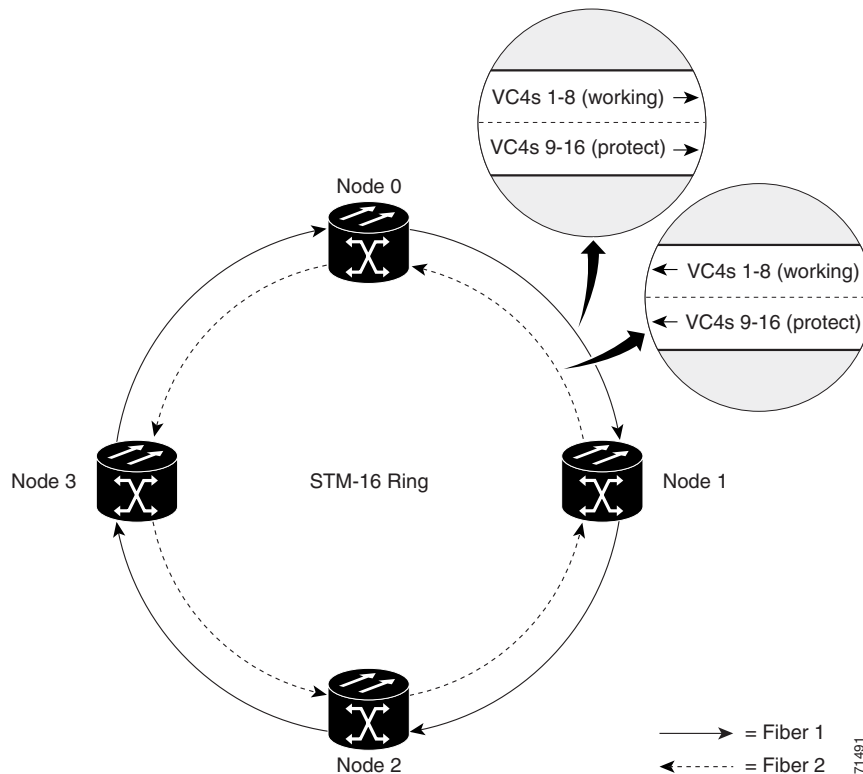 VC4s 1-8 (working)
VC4s 9-16 (protect)
Node 0
VC4s 1-8 (working)
VC4s 9-16 (protect)
Node 3
STM-16 Ring
Node 1
Node 2
= Fiber 1
= Fiber 2
71491